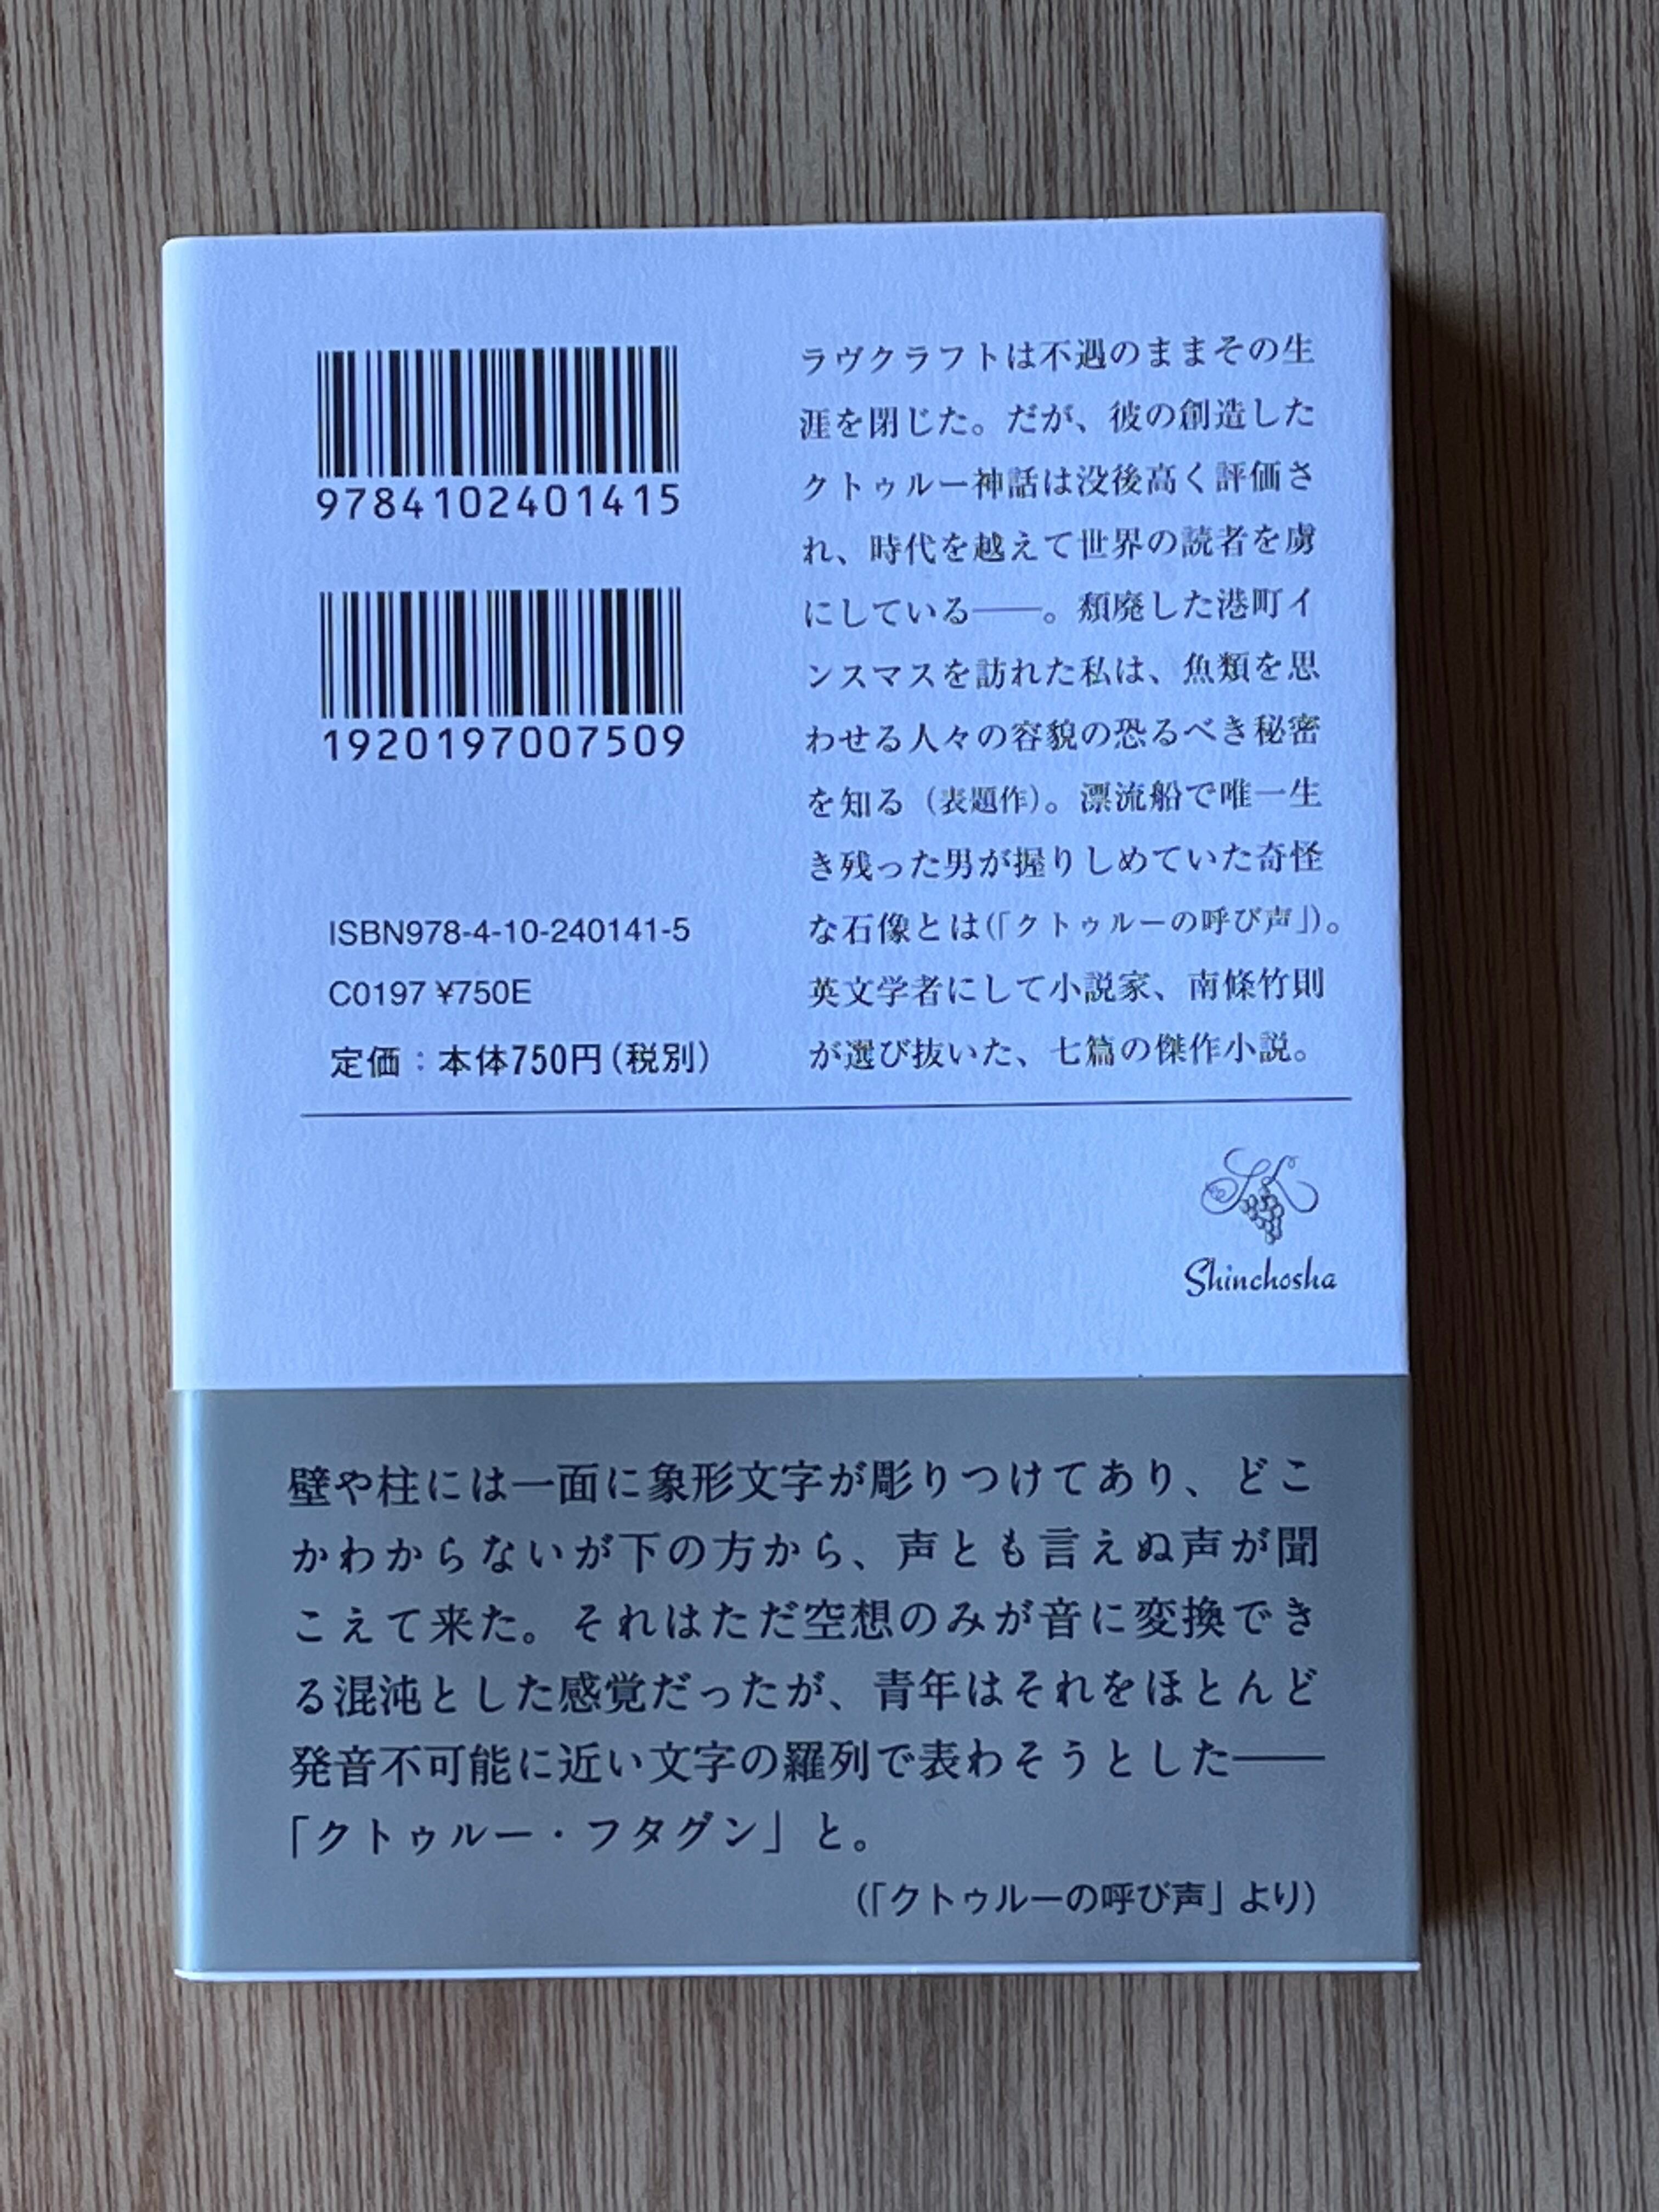 9784102401415
1920197007509
ISBN978-4-10-240141-5
C0197 ¥750E
定価：本体750円（税別）
ラヴクラフトは不遇のままその生
涯を閉じた。だが、彼の創造した
クトゥルー神話は没後高く評価さ
れ、時代を越えて世界の読者を虜
にしている――。頽廃した港町イ
ンスマスを訪れた私は、魚類を思
わせる人々の容貌の恐るべき秘密
を知る（表題作）。漂流船で唯一生
き残った男が握りしめていた奇怪
な石像とは（「クトゥルーの呼び声」）。
英文学者にして小説家、南條竹則
が選び抜いた、七篇の傑作小説。
Shinchosha
壁や柱には一面に象形文字が彫りつけてあり、どこ
かわからないが下の方から、声とも言えぬ声が聞
こえて来た。それはただ空想のみが音に変換でき
る混沌とした感覚だったが、青年はそれをほとんど
発音不可能に近い文字の羅列で表わそうとした――
「クトゥルー・フタグン」と。
（「クトゥルーの呼び声」より）